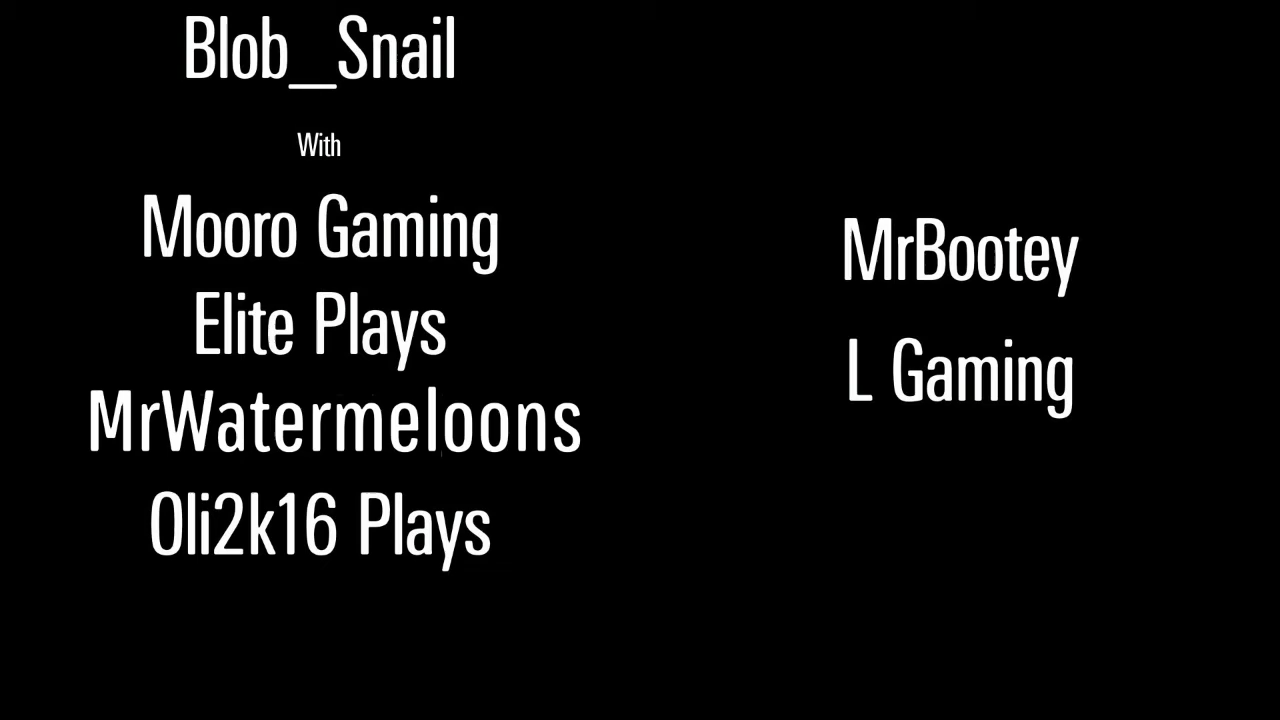 Blob_Snail
With
Mooro Gaming
Elite Plays
MrWatermeloons
Oli2k16 Plays
MrBootey
L Gaming